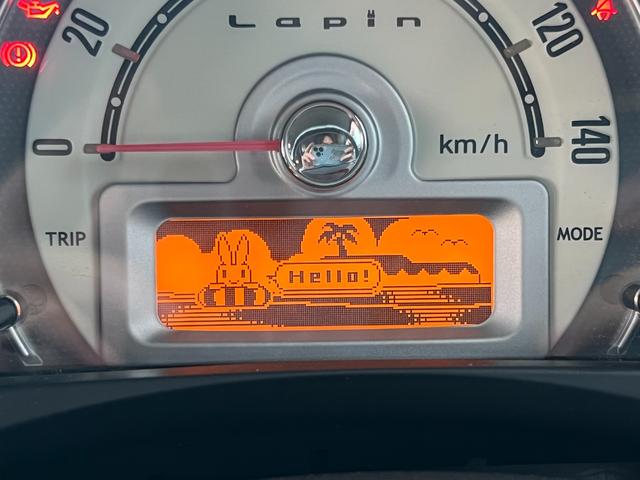 Lapin
20
120
0
km/h
140
TRIP
MODE
Hello!